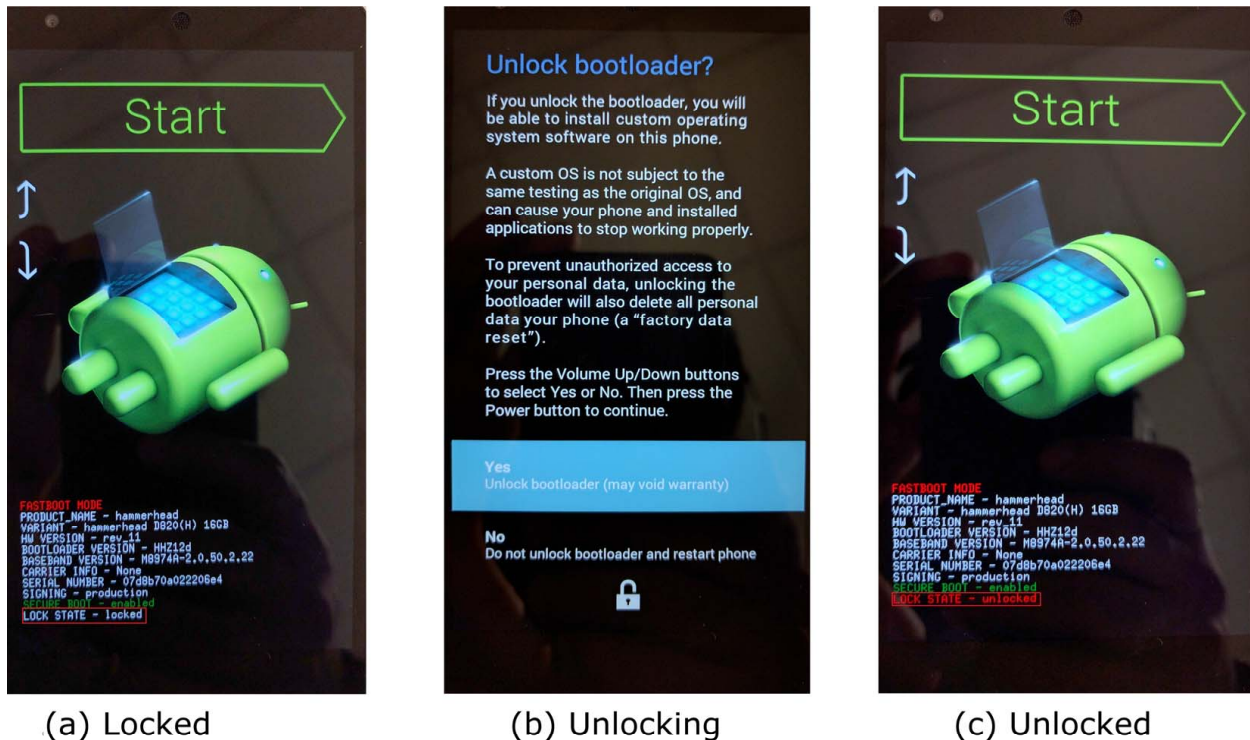 Start
FASTBOOT MODE
PRODUCT_NAME - hammerhead
VARIANT - hammerhead D820(H) 16GB
HW VERSION - rev_11
BOOTLOADER VERSION - HHZ12d
BASEBAND VERSION - M8974A-2.0.50.2.22
CARRIER INFO - None
SERIAL NUMBER - 07d8b70a022206e4
SIGNING - production
SECURE BOOT - enabled
LOCK STATE - locked
(a) Locked
Unlock bootloader?
If you unlock the bootloader, you will
be able to install custom operating
system software on this phone.
A custom OS is not subject to the
same testing as the original OS, and
can cause your phone and installed
applications to stop working properly.
To prevent unauthorized access to
your personal data, unlocking the
bootloader will also delete all personal
data your phone (a “factory data
reset”).
Press the Volume Up/Down buttons
to select Yes or No. Then press the
Power button to continue.
Yes
Unlock bootloader (may void warranty)
No
Do not unlock bootloader and restart phone
(b) Unlocking
Start
FASTBOOT MODE
PRODUCT_NAME - hammerhead
VARIANT - hammerhead D820(H) 16GB
HW VERSION - rev_11
BOOTLOADER VERSION - HHZ12d
BASEBAND VERSION - M8974A-2.0.50.2.22
CARRIER INFO - None
SERIAL NUMBER - 07d8b70a022206e4
SIGNING - production
SECURE BOOT - enabled
LOCK STATE - unlocked
(c) Unlocked